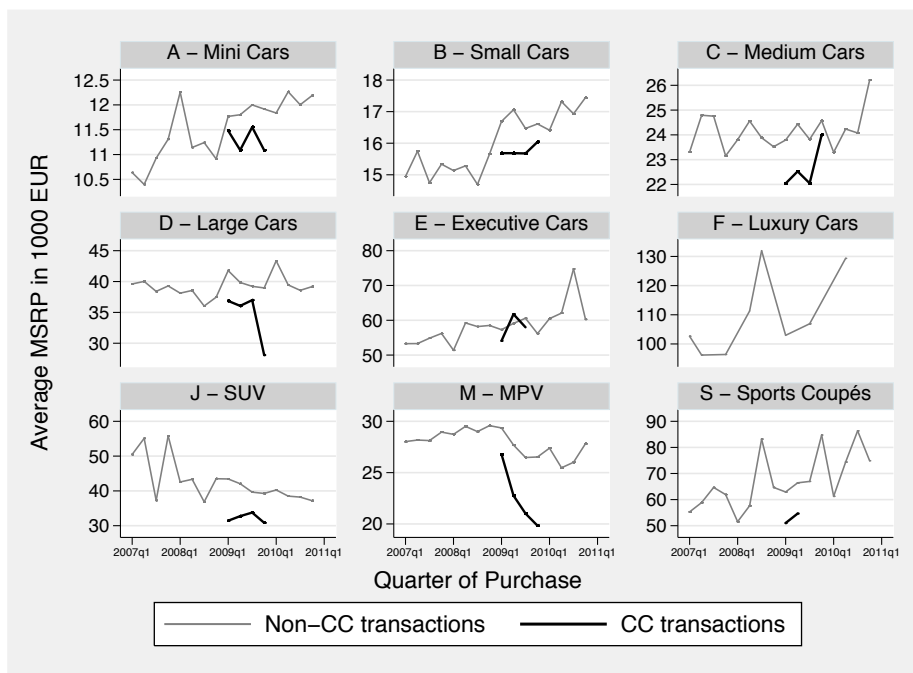 Average MSRP in 1000 EUR
A – Mini Cars
12.5
12
11.5
11
10.5
B – Small Cars
18
17
16
15
C – Medium Cars
26
25
24
23
22
D – Large Cars
45
40
35
30
E – Executive Cars
80
70
60
50
F – Luxury Cars
130
120
110
100
J – SUV
60
50
40
30
2007q1 2008q1 2009q1 2010q1 2011q1
M – MPV
30
25
20
2007q1 2008q1 2009q1 2010q1 2011q1
S – Sports Coupés
90
80
70
60
50
2007q1 2008q1 2009q1 2010q1 2011q1
Quarter of Purchase
Non–CC transactions CC transactions